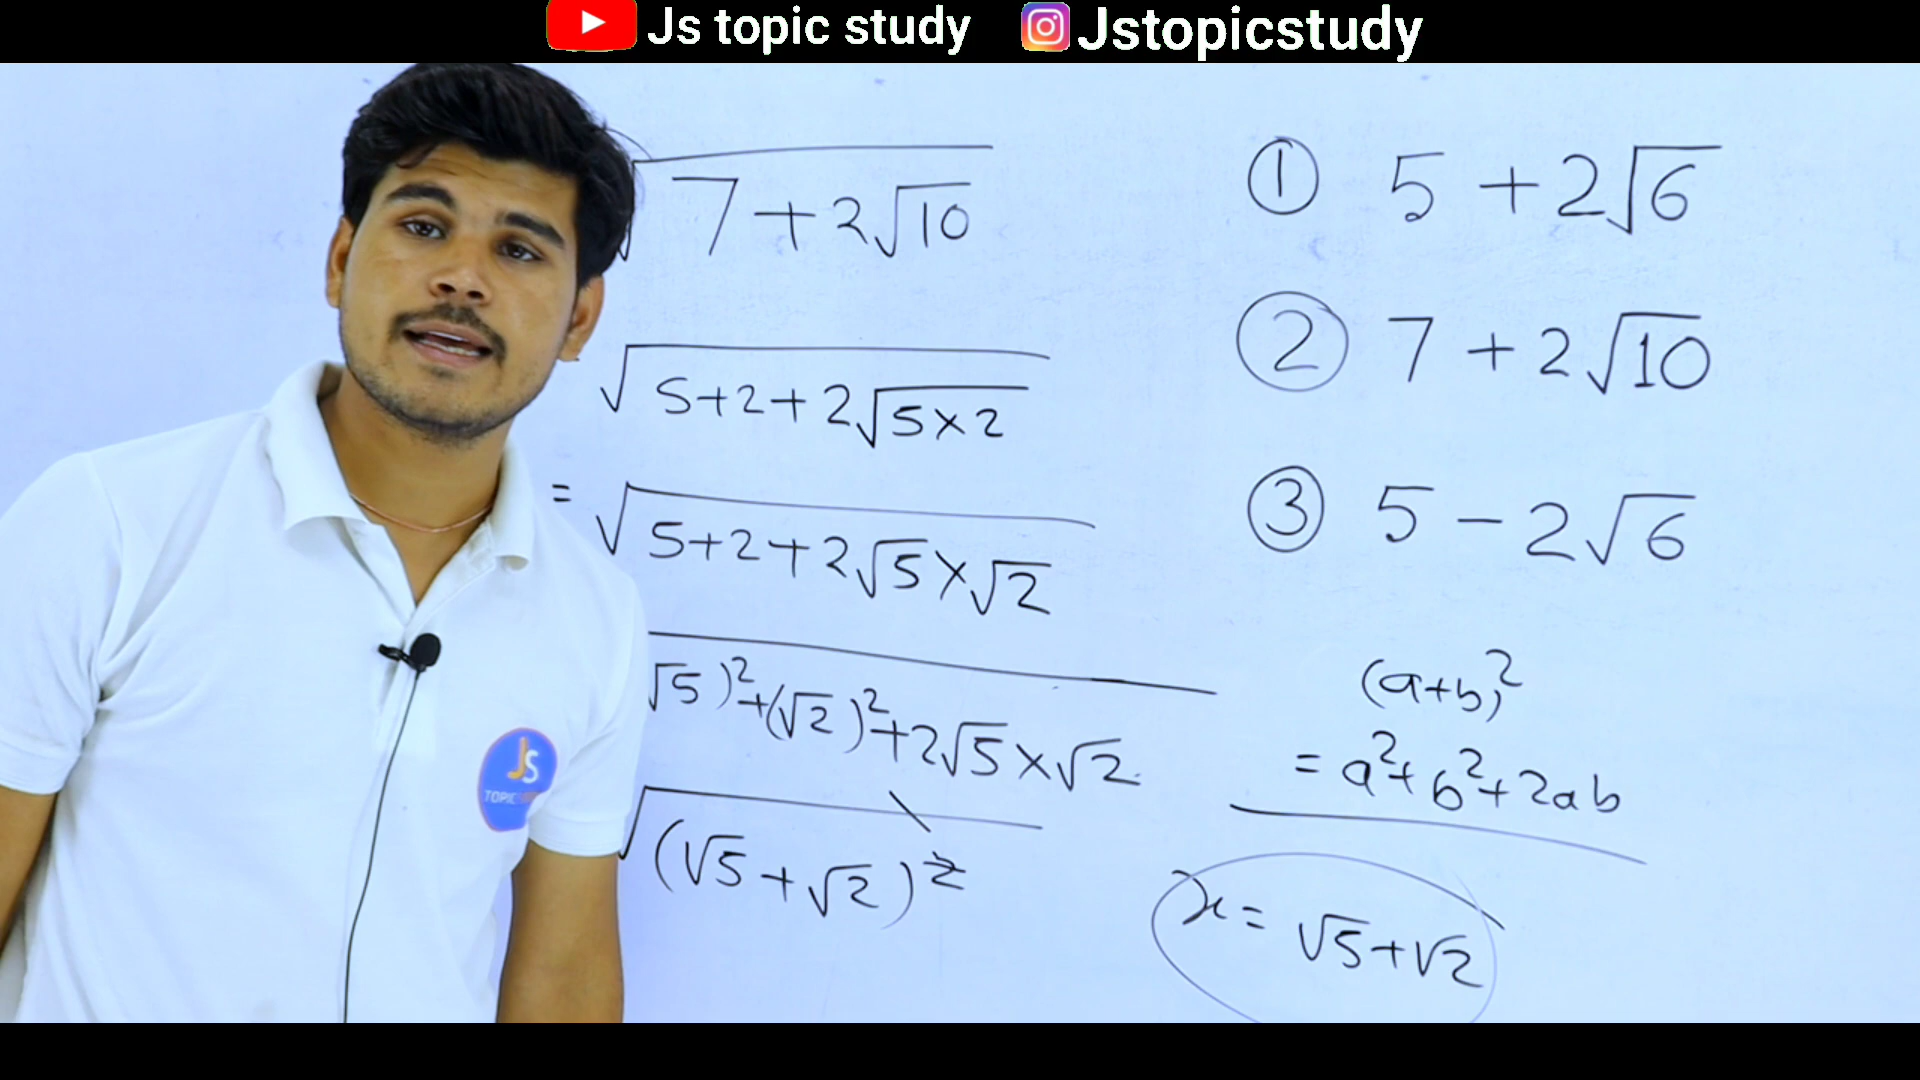 Js topic study Jstopicstudy
√(7+2√10)
= √(5+2+2√(5×2))
= √(5+2+2√5×√2)
√5)²+(√2)²+2√5×√2
√(√5+√2)²
① 5+2√6
② 7+2√10
③ 5-2√6
(a+b)²
= a²+b²+2ab
x= √5+√2
JS
TOPIC